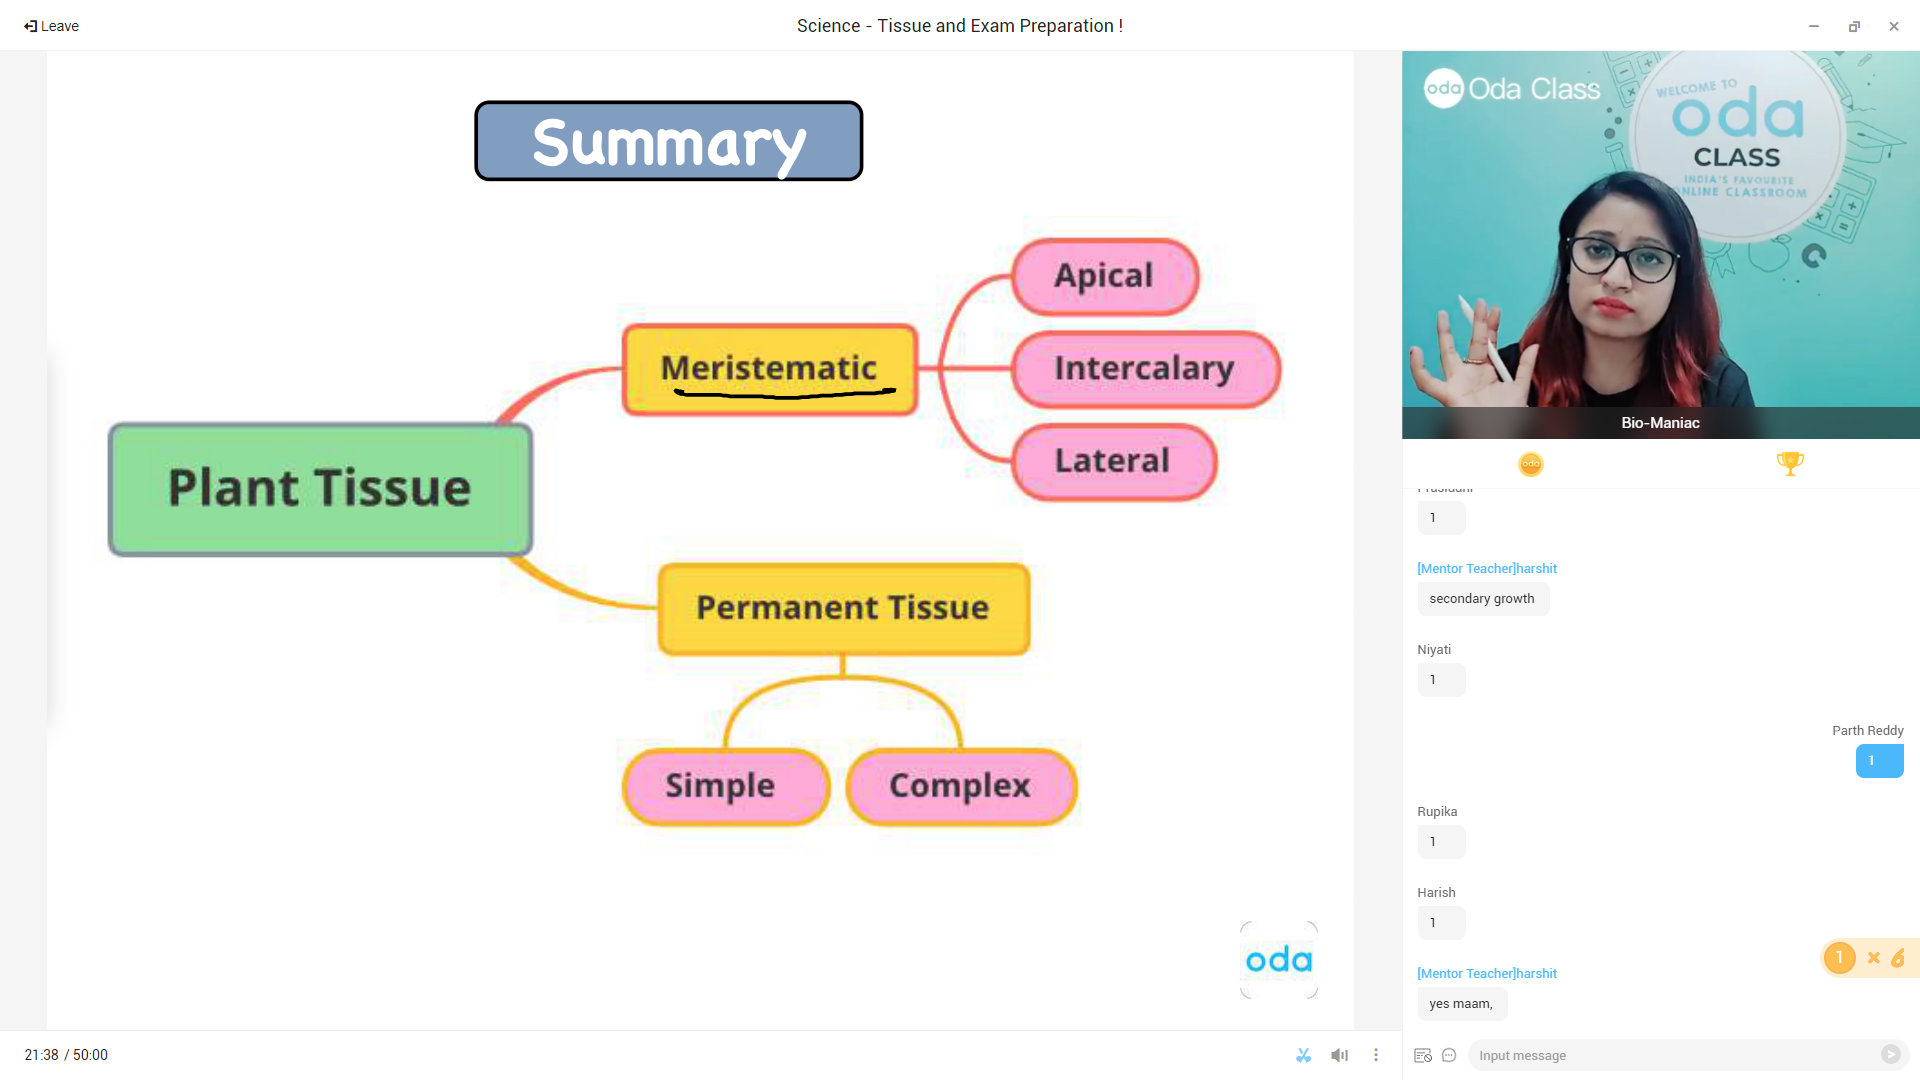 Leave
Science - Tissue and Exam Preparation !
Summary
Apical
Meristematic
Intercalary
Lateral
Plant Tissue
Permanent Tissue
Simple
Complex
oda
21:38 / 50:00
oda Oda Class
WELCOME TO
oda
CLASS
INDIA'S FAVOURITE
ONLINE CLASSROOM
Bio-Maniac
oda
1
[Mentor Teacher]harshit
secondary growth
Niyati
1
Parth Reddy
1
Rupika
1
Harish
1
1 × 6
[Mentor Teacher]harshit
yes maam,
Input message